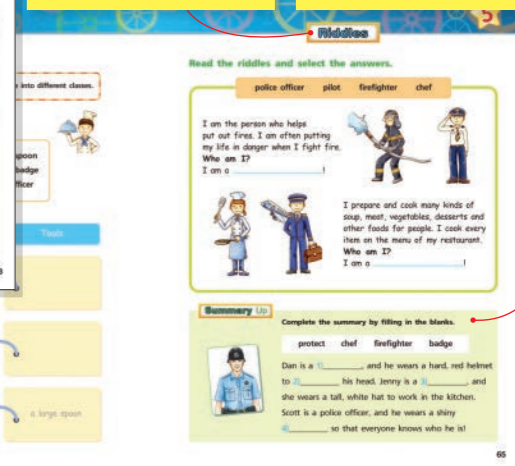 5
Riddles
Read the riddles and select the answers.
police officer pilot firefighter chef
into different classes.
spoon
badge
fficer
I am the person who helps
put out fires. I am often putting
my life in danger when I fight fire.
Who am I?
I am a !
I prepare and cook many kinds of
soup, meat, vegetables, desserts and
other foods for people. I cook every
item on the menu of my restaurant.
Who am I?
I am a !
Tools
a large spoon
Summary Up
Complete the summary by filling in the blanks.
protect chef firefighter badge
Dan is a 1)________, and he wears a hard, red helmet
to 2)________ his head. Jenny is a 3)________, and
she wears a tall, white hat to work in the kitchen.
Scott is a police officer, and he wears a shiny
4)________ so that everyone knows who he is!
65